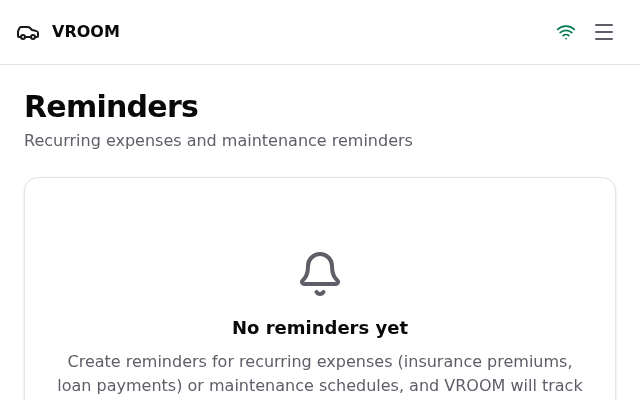 VROOM
Reminders
Recurring expenses and maintenance reminders
No reminders yet
Create reminders for recurring expenses (insurance premiums,
loan payments) or maintenance schedules, and VROOM will track